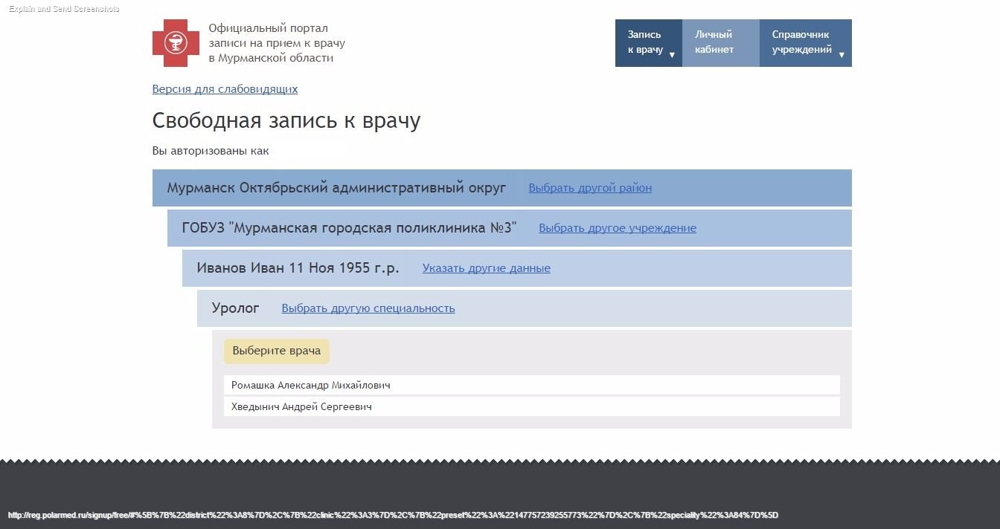 Explain and Send Screenshots
Официальный портал
записи на прием к врачу
в Мурманской области
Запись
к врачу ▼
Личный
кабинет
Справочник
учреждений ▼
Версия для слабовидящих
Свободная запись к врачу
Вы авторизованы как
Мурманск Октябрьский административный округ Выбрать другой район
ГОБУЗ "Мурманская городская поликлиника №3" Выбрать другое учреждение
Иванов Иван 11 Ноя 1955 г.р. Указать другие данные
Уролог Выбрать другую специальность
Выберите врача
Ромашка Александр Михайлович
Хведынич Андрей Сергеевич
http://reg.polarmed.ru/signup/free/#%5B%7B%22district%22%3A8%7D%2C%7B%22clinic%22%3A3%7D%2C%7B%22preset%22%3A%22147757239255773%22%7D%2C%7B%22speciality%22%3A84%7D%5D